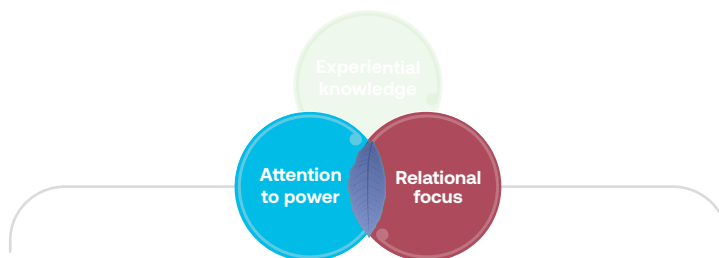 Experiential
knowledge
Attention
to power
Relational
focus